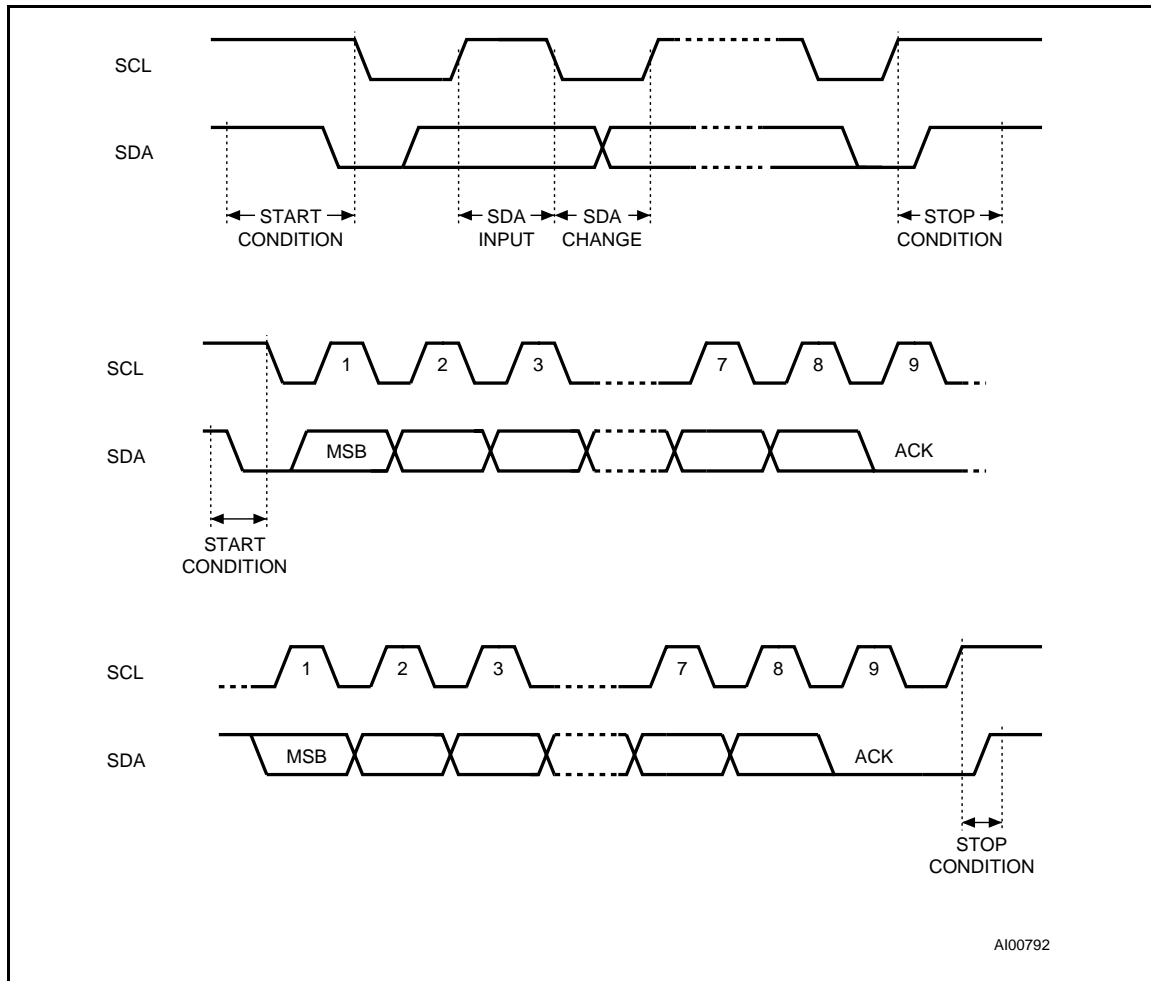 SCL
SDA
START CONDITION
SDA INPUT
SDA CHANGE
STOP CONDITION
SCL
1 2 3 7 8 9
SDA
MSB ACK
START CONDITION
SCL
1 2 3 7 8 9
SDA
MSB ACK
STOP CONDITION
AI00792